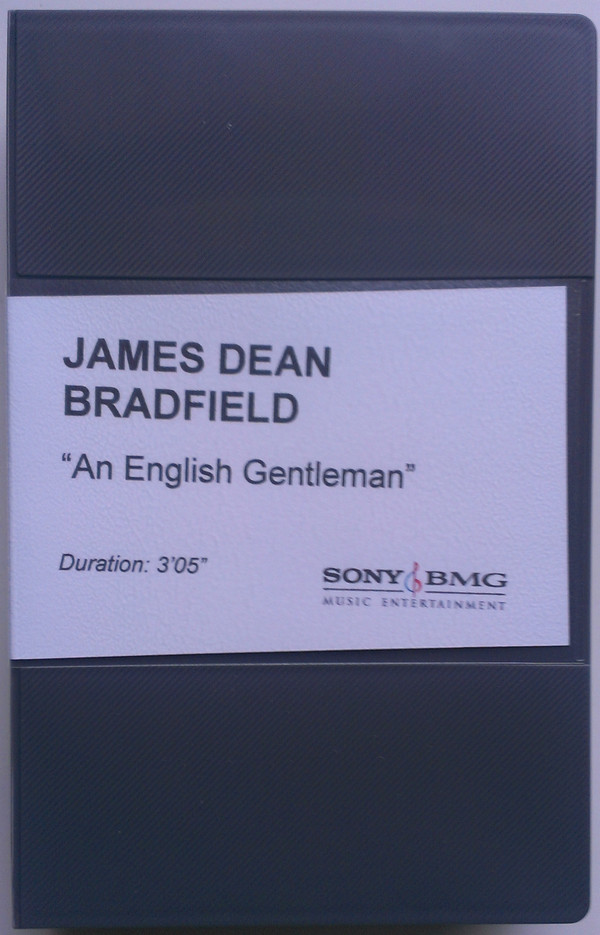 JAMES DEAN
BRADFIELD
“An English Gentleman”
Duration: 3’05”
SONY BMG
MUSIC ENTERTAINMENT